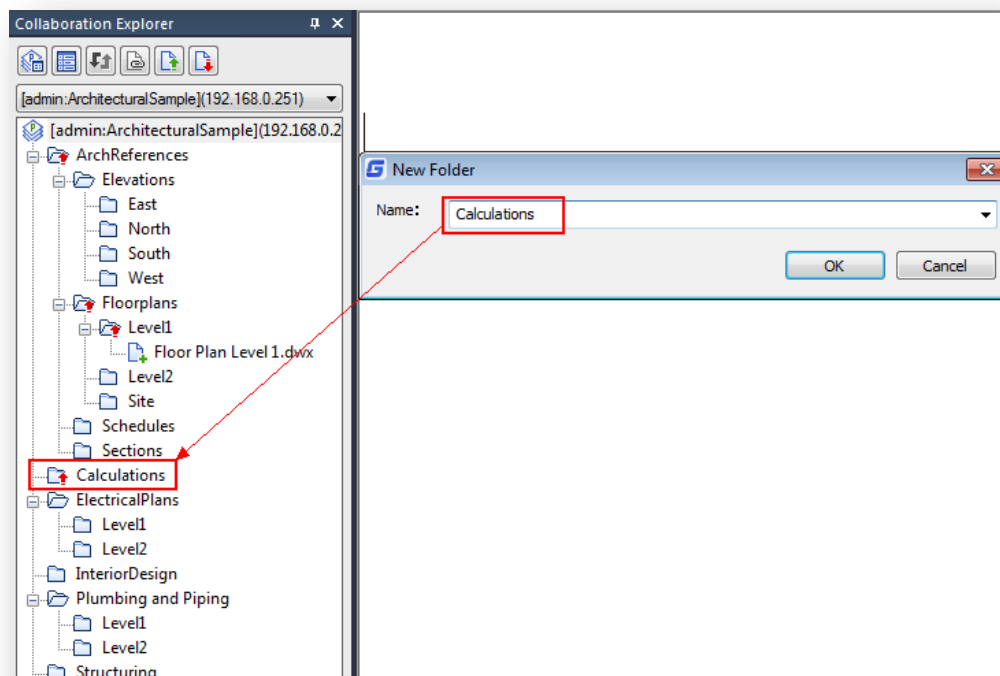 Collaboration Explorer
[admin:ArchitecturalSample](192.168.0.251)
[admin:ArchitecturalSample](192.168.0.2
ArchReferences
Elevations
East
North
South
West
Floorplans
Level1
Floor Plan Level 1.dwx
Level2
Site
Schedules
Sections
Calculations
ElectricalPlans
Level1
Level2
InteriorDesign
Plumbing and Piping
Level1
Level2
Structuring
New Folder
Name:
Calculations
OK
Cancel